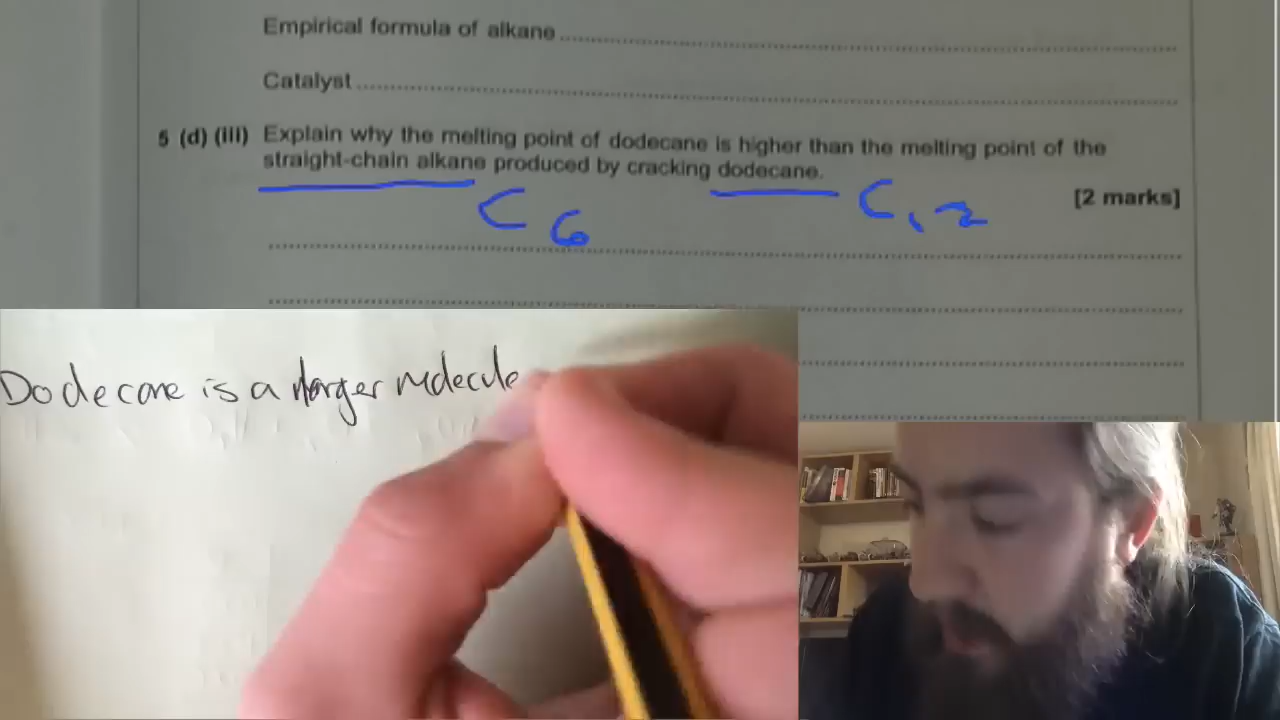 Empirical formula of alkane
Catalyst
5 (d) (iii) Explain why the melting point of dodecane is higher than the melting point of the
straight-chain alkane produced by cracking dodecane.
[2 marks]
C6 C12
Dodecane is a larger molecule